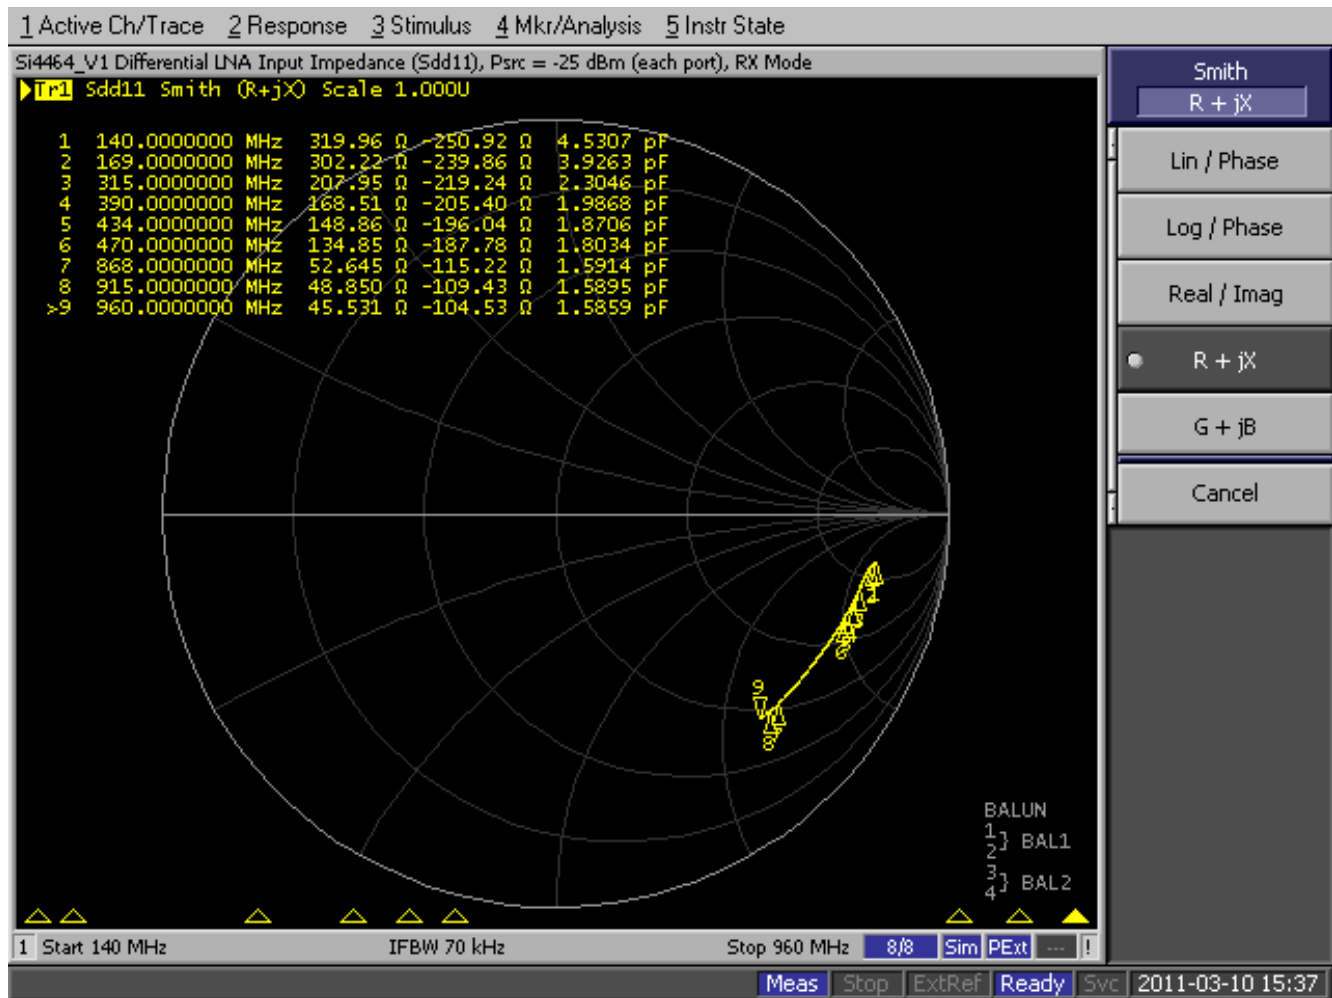 1 Active Ch/Trace 2 Response 3 Stimulus 4 Mkr/Analysis 5 Instr State
Si4464_V1 Differential LNA Input Impedance (Sdd11), Psrc = -25 dBm (each port), RX Mode
Tr1 Sdd11 Smith (R+jX) Scale 1.000U
1 140.0000000 MHz 319.96 Ω -250.92 Ω 4.5307 pF
2 169.0000000 MHz 302.22 Ω -239.86 Ω 3.9263 pF
3 315.0000000 MHz 207.95 Ω -219.24 Ω 2.3046 pF
4 390.0000000 MHz 168.51 Ω -205.40 Ω 1.9868 pF
5 434.0000000 MHz 148.86 Ω -196.04 Ω 1.8706 pF
6 470.0000000 MHz 134.85 Ω -187.78 Ω 1.8034 pF
7 868.0000000 MHz 52.645 Ω -115.22 Ω 1.5914 pF
8 915.0000000 MHz 48.850 Ω -109.43 Ω 1.5895 pF
>9 960.0000000 MHz 45.531 Ω -104.53 Ω 1.5859 pF
9
8
BALUN
1
2} BAL1
3
4} BAL2
1 Start 140 MHz IFBW 70 kHz Stop 960 MHz 8/8 Sim PExt --- !
Meas Stop ExtRef Ready Svc 2011-03-10 15:37
Smith
R + jX
Lin / Phase
Log / Phase
Real / Imag
R + jX
G + jB
Cancel